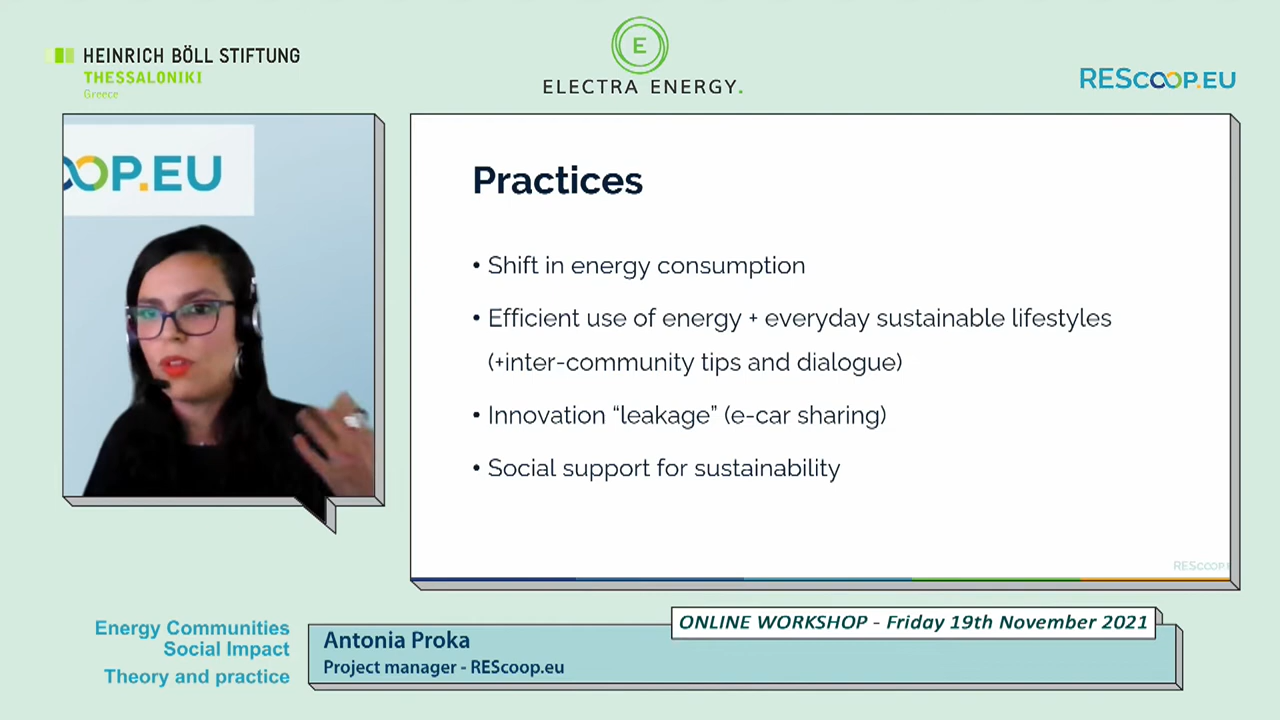 HEINRICH BÖLL STIFTUNG
THESSALONIKI
Greece
E
ELECTRA ENERGY.
REScoop.EU
COOP.EU
Practices
• Shift in energy consumption
• Efficient use of energy + everyday sustainable lifestyles
(+inter-community tips and dialogue)
• Innovation “leakage” (e-car sharing)
• Social support for sustainability
REScoop.
ONLINE WORKSHOP - Friday 19th November 2021
Energy Communities
Social Impact
Theory and practice
Antonia Proka
Project manager - REScoop.eu